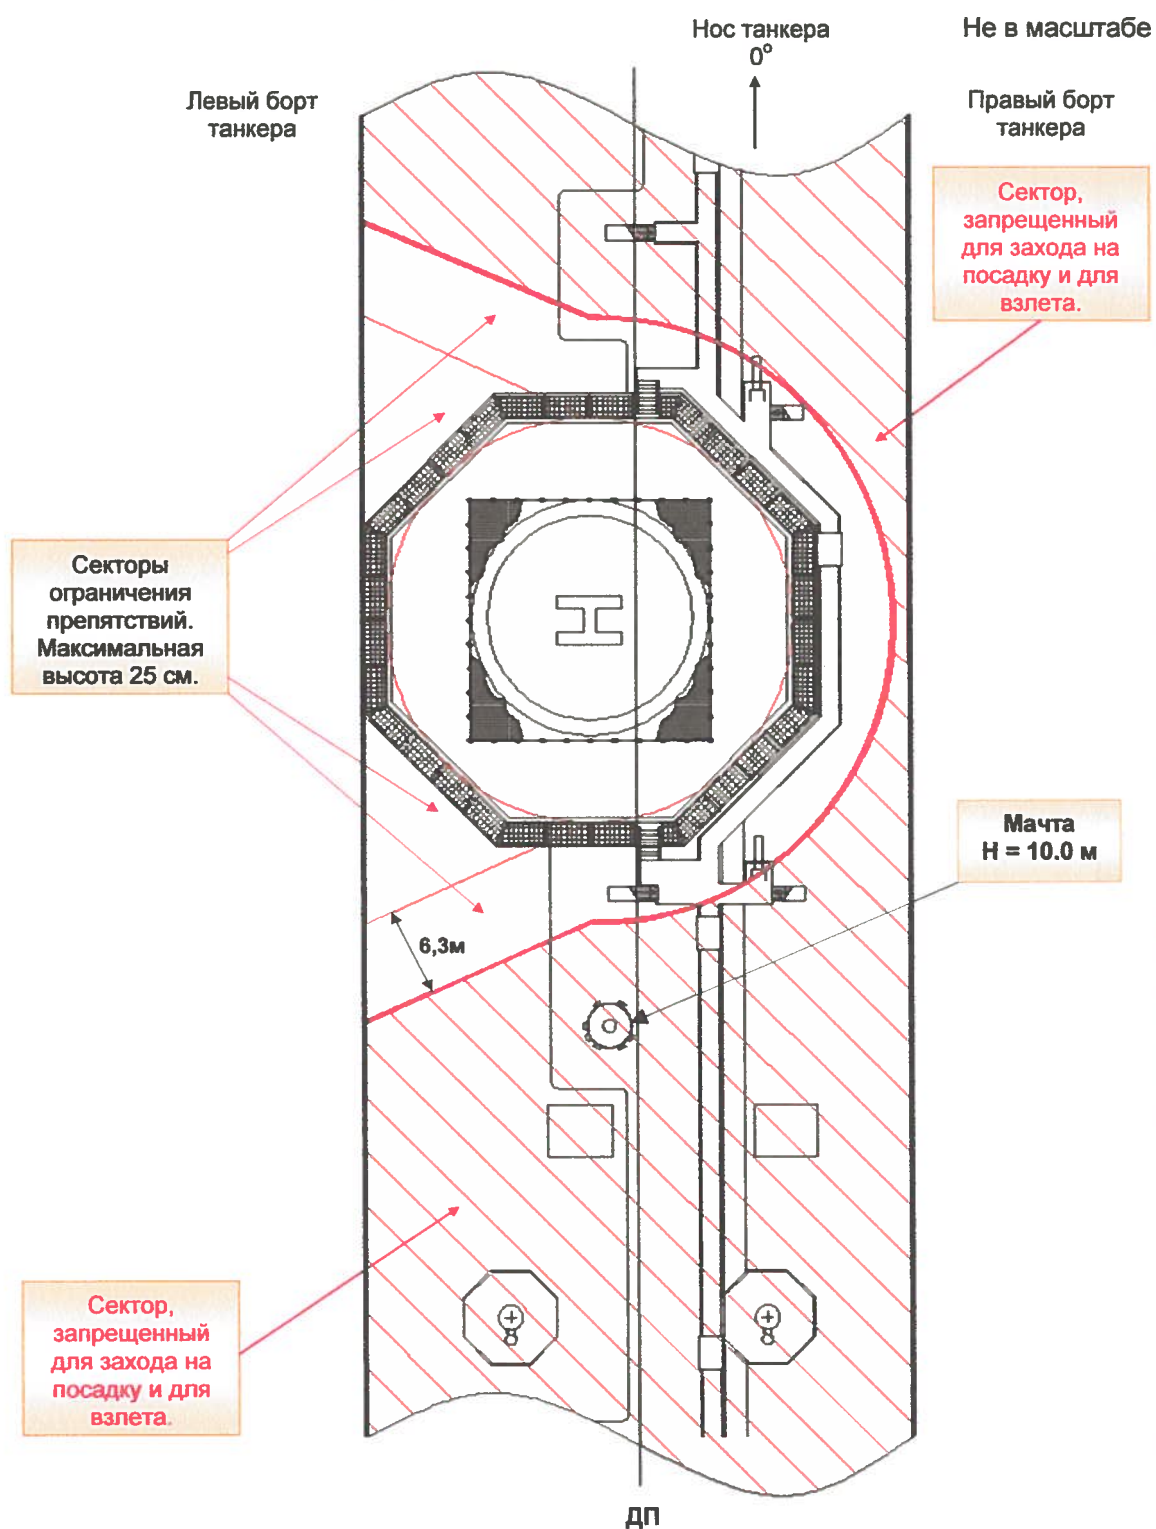 Нос танкера
0°
Не в масштабе
Левый борт
танкера
Правый борт
танкера
Сектор,
запрещенный
для захода на
посадку и для
взлета.
Секторы
ограничения
препятствий.
Максимальная
высота 25 см.
H
Мачта
Н = 10.0 м
6,3м
Сектор,
запрещенный
для захода на
посадку и для
взлета.
ДП